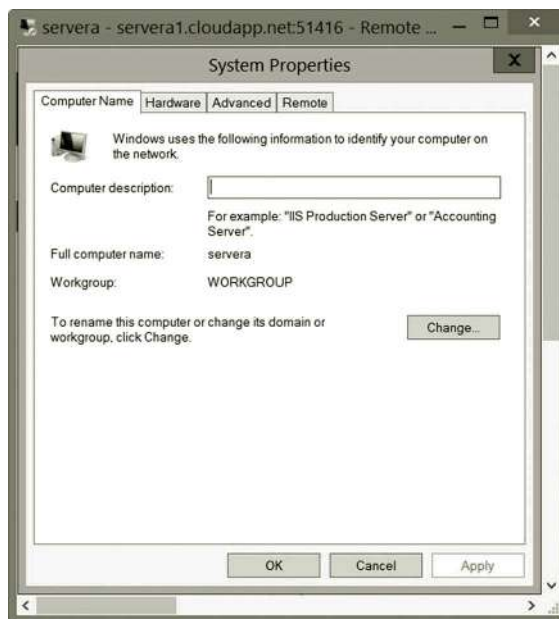 servera - servera1.cloudapp.net:51416 - Remote ...
System Properties
Computer Name Hardware Advanced Remote
Windows uses the following information to identify your computer on
the network.
Computer description:
For example: "IIS Production Server" or "Accounting
Server".
Full computer name: servera
Workgroup: WORKGROUP
To rename this computer or change its domain or
workgroup, click Change.
Change...
OK Cancel Apply